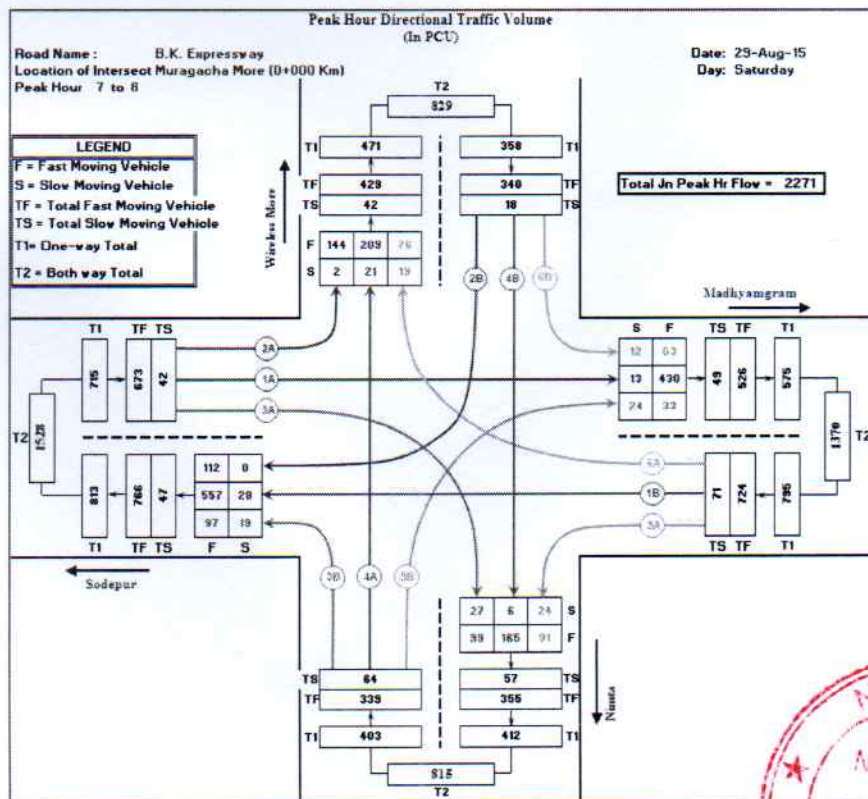 Peak Hour Directional Traffic Volume
(In PCU)
Road Name : B.K. Expressway
Date: 29-Aug-15
Location of Intersect Muragacha More (0+000 Km)
Day: Saturday
Peak Hour 7 to 8
T2
829
LEGEND
F = Fast Moving Vehicle
S = Slow Moving Vehicle
TF = Total Fast Moving Vehicle
TS = Total Slow Moving Vehicle
T1= One-way Total
T2 = Both way Total
Wireless More
471 T1
429 TF
42 TS
F 144 209 76
S 2 21 19
358 T1
340 TF
18 TS
Total Jn Peak Hr Flow = 2271
2B 4B 6B
Madhyamgram
T1 TF TS
715 673 42
T2 1528
2A
1A
3A
S F TS TF T1
12 63
13 430
24 33
49 526 575
1370 T2
813 766 47
112 8
557 28
97 19
T1 TF TS F S
Sodepur
6A
1B
5A
71 724 795
TS TF T1
3B 4A 5B
27 6 24 S
99 165 91 F
TS 64
TF 339
T1 403
57 TS
355 TF
412 T1
Nimta
815
T2